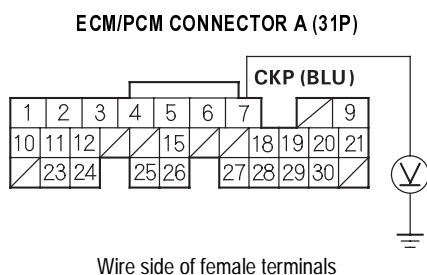 ECM/PCM CONNECTOR A (31P)
CKP (BLU)
1 2 3 4 5 6 7 9
10 11 12 15 18 19 20 21
23 24 25 26 27 28 29 30
V
Wire side of female terminals